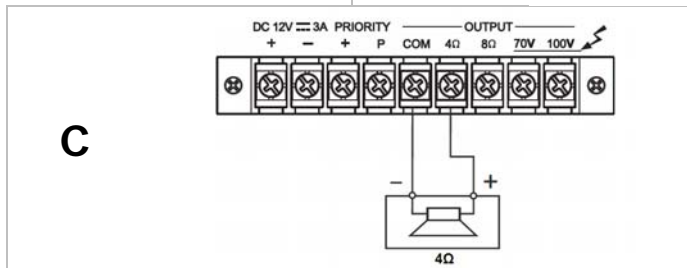 DC 12V ⎓ 3A PRIORITY OUTPUT
+ − + P COM 4Ω 8Ω 70V 100V
C
− +
4Ω